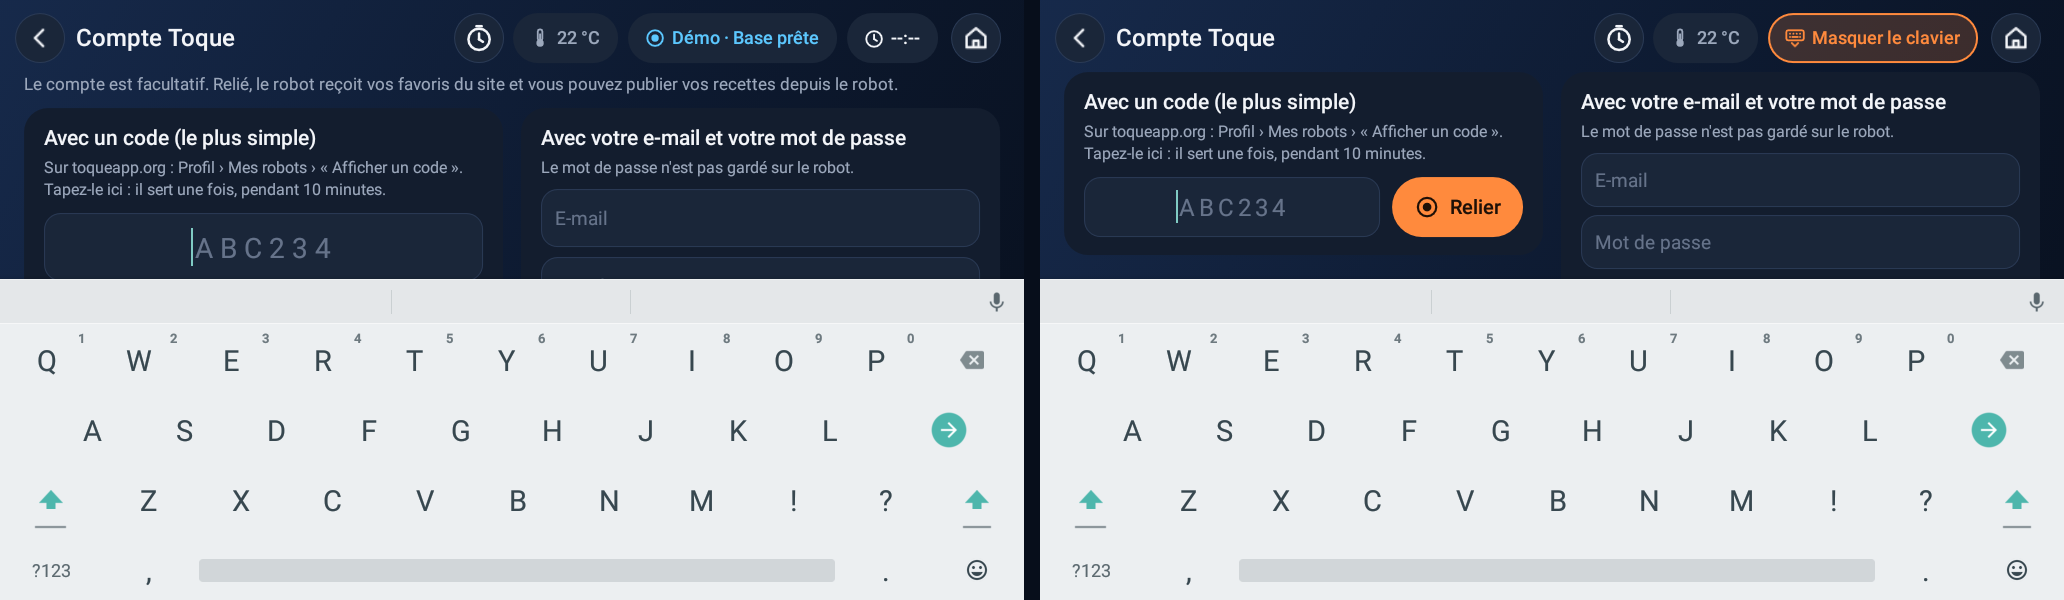 Compte Toque
22 °C
Démo · Base prête
--:--
Le compte est facultatif. Relié, le robot reçoit vos favoris du site et vous pouvez publier vos recettes depuis le robot.
Avec un code (le plus simple)
Sur toqueapp.org : Profil › Mes robots › « Afficher un code ».
Tapez-le ici : il sert une fois, pendant 10 minutes.
ABC234
Avec votre e-mail et votre mot de passe
Le mot de passe n'est pas gardé sur le robot.
E-mail
1 2 3 4 5 6 7 8 9 0
Q W E R T Y U I O P
A S D F G H J K L
Z X C V B N M ! ?
?123 , .
Compte Toque
22 °C
Masquer le clavier
Avec un code (le plus simple)
Sur toqueapp.org : Profil › Mes robots › « Afficher un code ».
Tapez-le ici : il sert une fois, pendant 10 minutes.
ABC234
Relier
Avec votre e-mail et votre mot de passe
Le mot de passe n'est pas gardé sur le robot.
E-mail
Mot de passe
1 2 3 4 5 6 7 8 9 0
Q W E R T Y U I O P
A S D F G H J K L
Z X C V B N M ! ?
?123 , .